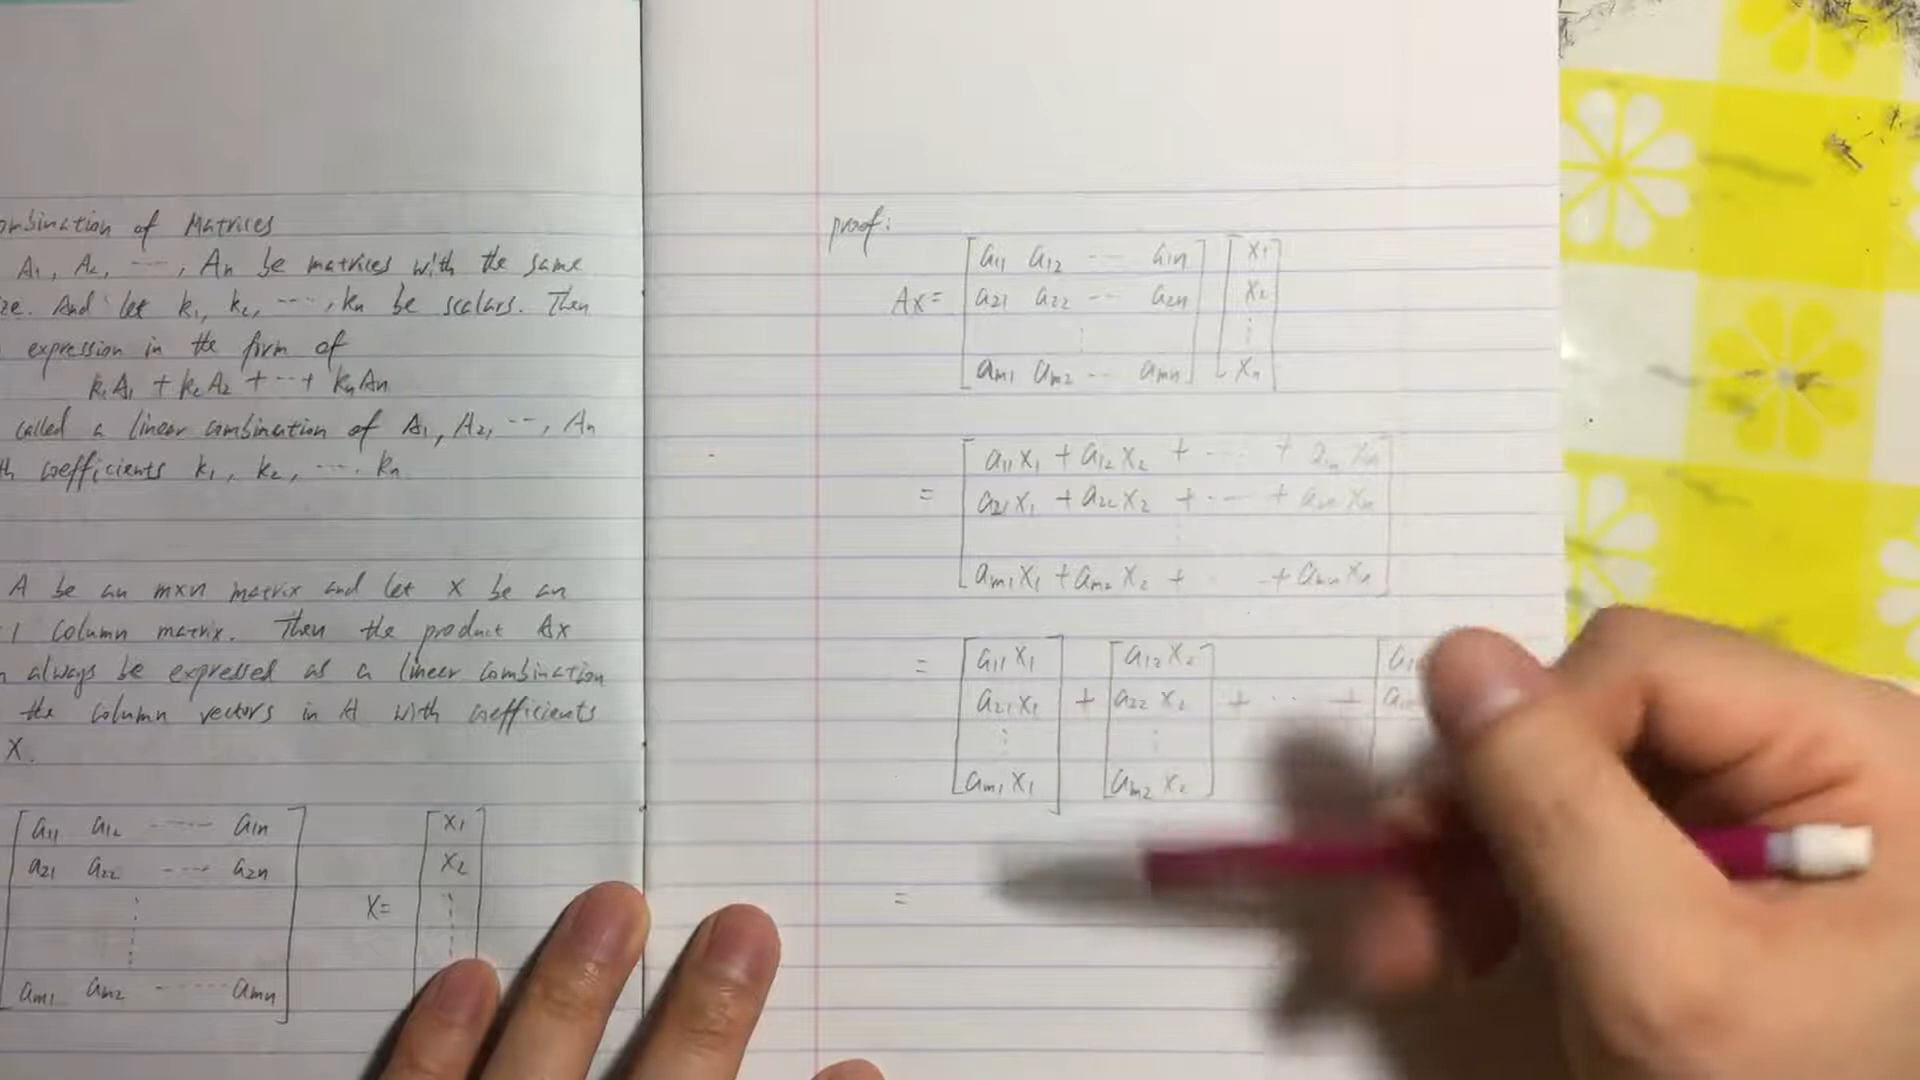 ombination of Matrices
A1, A2, ----, An be matrices with the same
ze. And let k1, k2, ----, kn be scalars. Then
expression in the form of
k1A1 + k2A2 + --- + knAn
called a linear combination of A1, A2, ---, An
th coefficients k1, k2, ---- kn.
A be an m×n matrix and let X be an
1 column matrix. Then the product AX
n always be expressed as a linear combination
the column vectors in A with coefficients
X.
a11 a12 ------ a1n
a21 a22 ---- a2n
am1 am2 ------ amn
X= x1
x2
proof:
AX= a11 a12 --- a1n x1
a21 a22 --- a2n x2
am1 am2 --- amn xn
= a11x1 + a12x2 + ---- + a1nxn
a21x1 + a22x2 + --- + a2nxn
am1x1 + am2x2 + + amnxn
= a11x1 a12x2
a21x1 + a22x2 + --- +
am1x1 am2x2
=